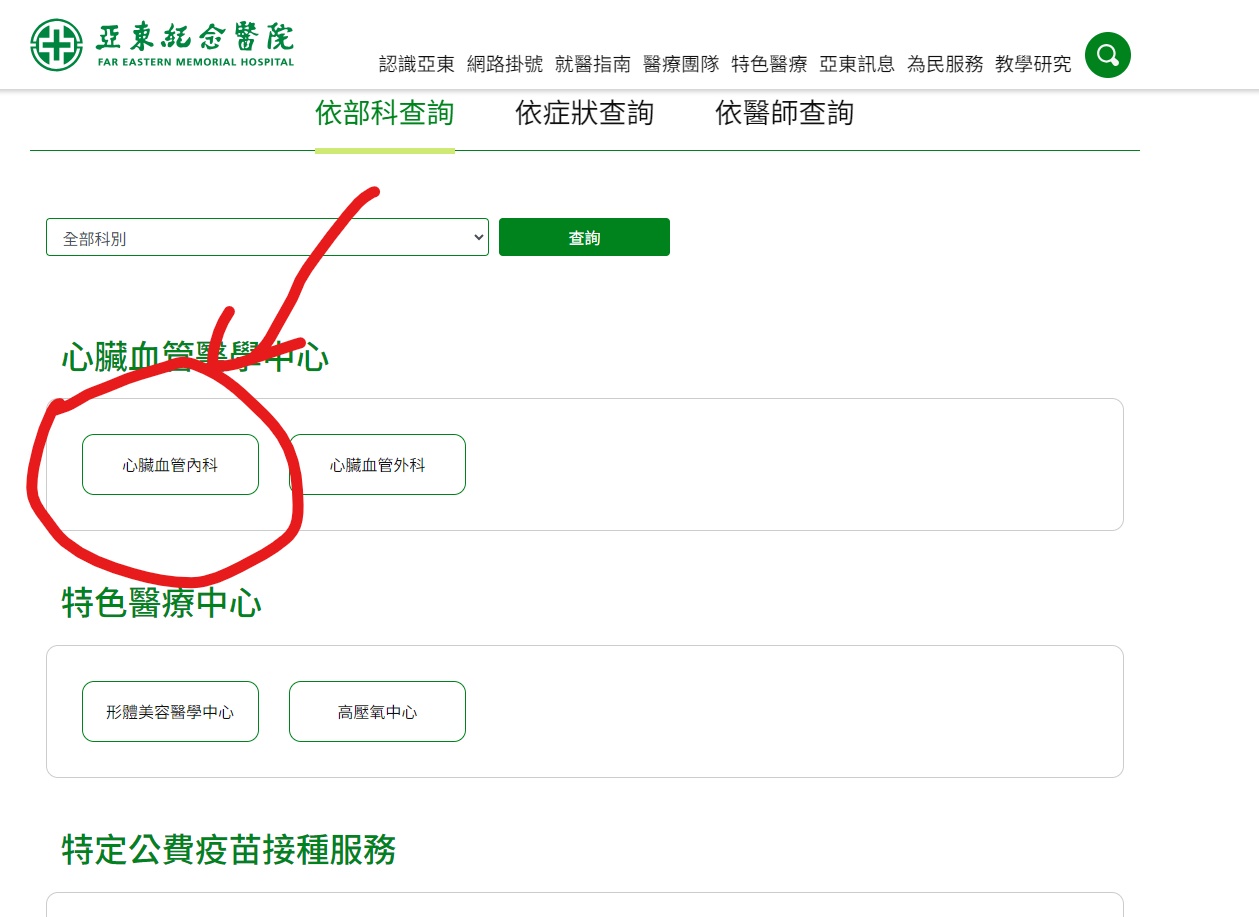 亞東紀念醫院
FAR EASTERN MEMORIAL HOSPITAL
認識亞東 網路掛號 就醫指南 醫療團隊 特色醫療 亞東訊息 為民服務 教學研究
依部科查詢 依症狀查詢 依醫師查詢
全部科別 查詢
心臟血管醫學中心
心臟血管內科 心臟血管外科
特色醫療中心
形體美容醫學中心 高壓氧中心
特定公費疫苗接種服務